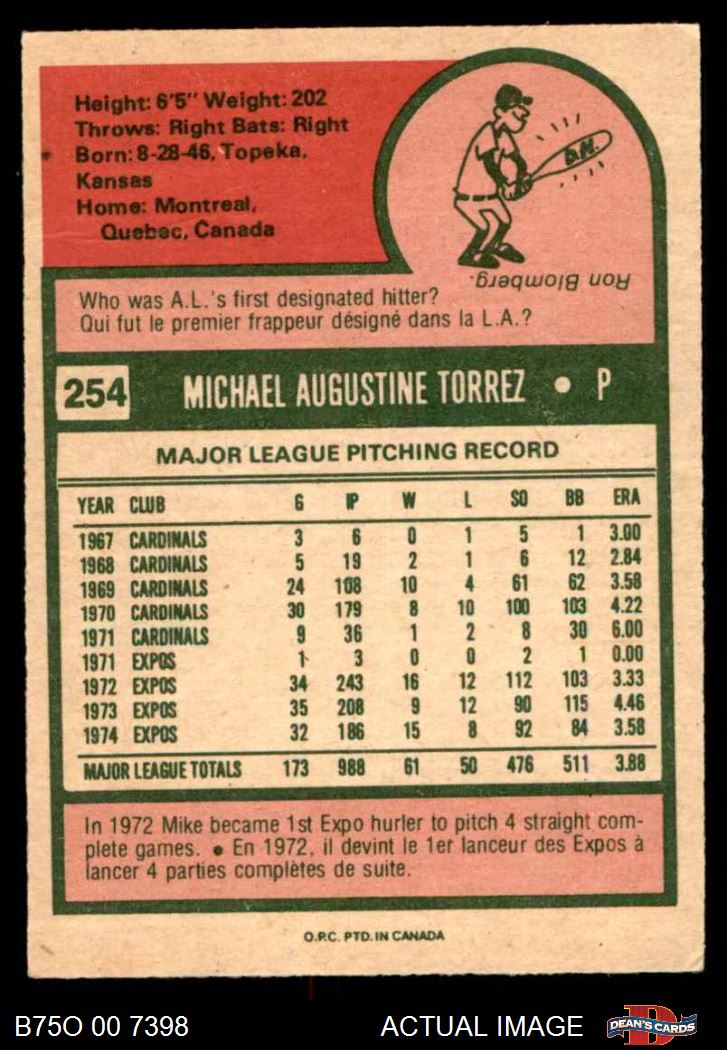 Height: 6'5" Weight: 202
Throws: Right Bats: Right
Born: 8-28-46, Topeka,
Kansas
Home: Montreal,
Quebec, Canada
D.H.
Ron Blomberg.
Who was A.L.'s first designated hitter?
Qui fut le premier frappeur désigné dans la L.A.?
254 MICHAEL AUGUSTINE TORREZ • P
MAJOR LEAGUE PITCHING RECORD
YEAR CLUB G IP W L SO BB ERA
1967 CARDINALS 3 6 0 1 5 1 3.00
1968 CARDINALS 5 19 2 1 6 12 2.84
1969 CARDINALS 24 108 10 4 61 62 3.58
1970 CARDINALS 30 179 8 10 100 103 4.22
1971 CARDINALS 9 36 1 2 8 30 6.00
1971 EXPOS 1 3 0 0 2 1 0.00
1972 EXPOS 34 243 16 12 112 103 3.33
1973 EXPOS 35 208 9 12 90 115 4.46
1974 EXPOS 32 186 15 8 92 84 3.58
MAJOR LEAGUE TOTALS 173 988 61 50 476 511 3.88
In 1972 Mike became 1st Expo hurler to pitch 4 straight com-
plete games. • En 1972, il devint le 1er lanceur des Expos à
lancer 4 parties complètes de suite.
O.P.C. PTD. IN CANADA
B75O 00 7398 ACTUAL IMAGE D DEAN'S CARDS